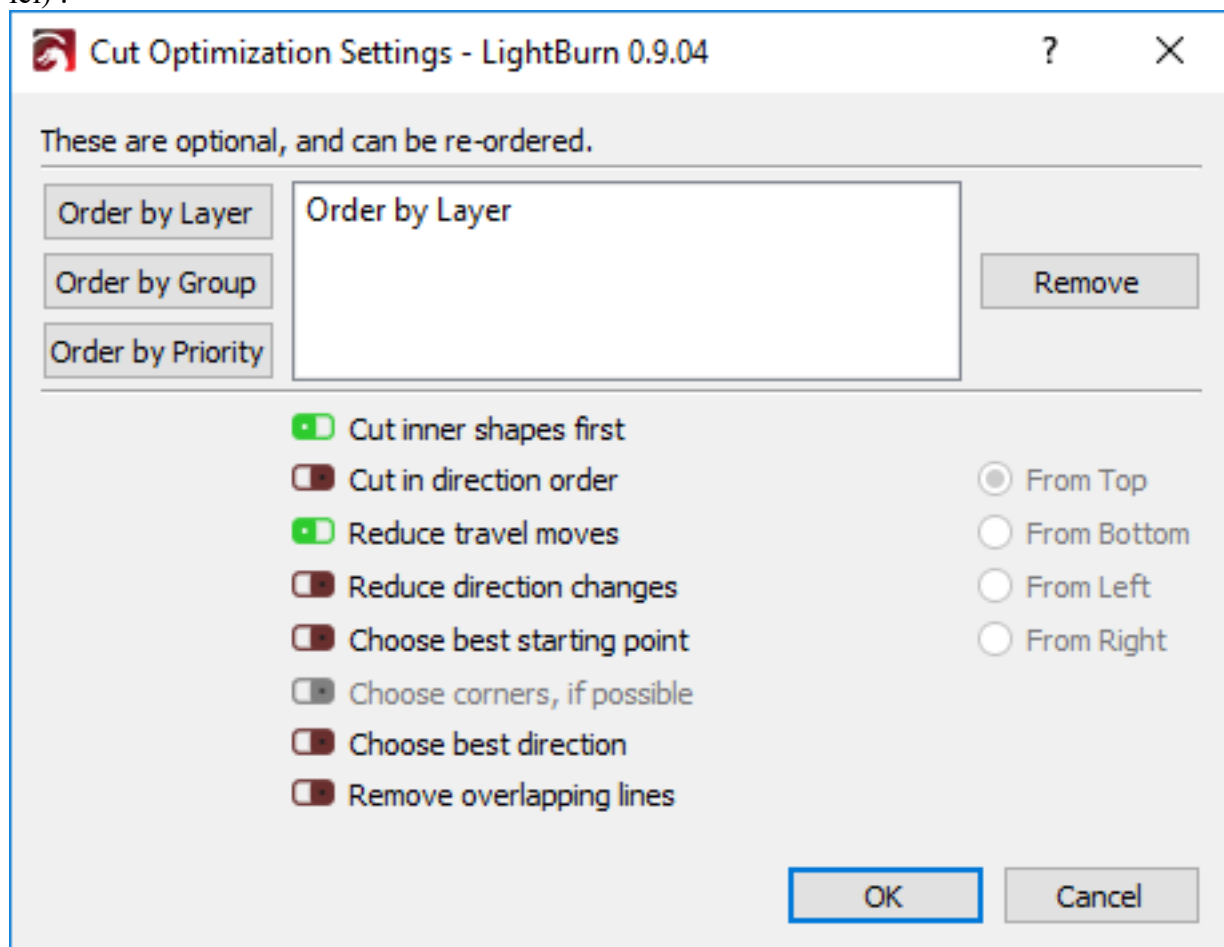 ici) :
Cut Optimization Settings - LightBurn 0.9.04
?
These are optional, and can be re-ordered.
Order by Layer
Order by Layer
Order by Group
Remove
Order by Priority
Cut inner shapes first
Cut in direction order
From Top
Reduce travel moves
From Bottom
Reduce direction changes
From Left
Choose best starting point
From Right
Choose corners, if possible
Choose best direction
Remove overlapping lines
OK
Cancel